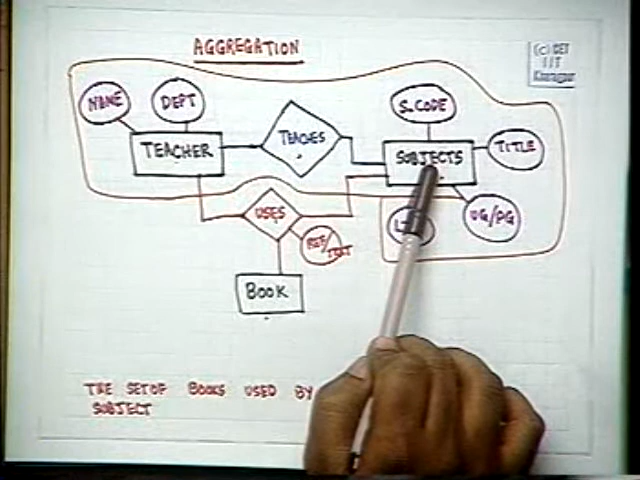 AGGREGATION
(C) CET
IIT
Kharagpur
NAME
DEPT
S.CODE
TEACHER
TEACHES
SUBJECTS
TITLE
USES
UG/PG
REF/TEXT
BOOK
THE SET OF BOOKS USED BY
SUBJECT